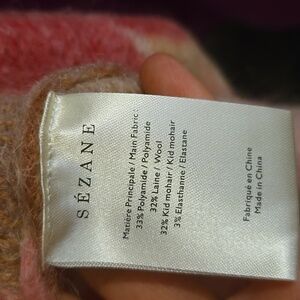 SÉZANE
Matière Principale / Main Fabric :
33% Polyamide / Polyamide
32% Laine / Wool
32% Kid mohair / Kid mohair
3% Elasthanne / Elastane
Fabriqué en Chine
Made in China